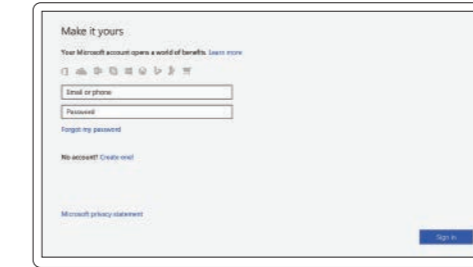 Make it yours
Your Microsoft account opens a world of benefits. Learn more
Email or phone
Password
Forgot my password
No account? Create one!
Microsoft privacy statement
Sign in